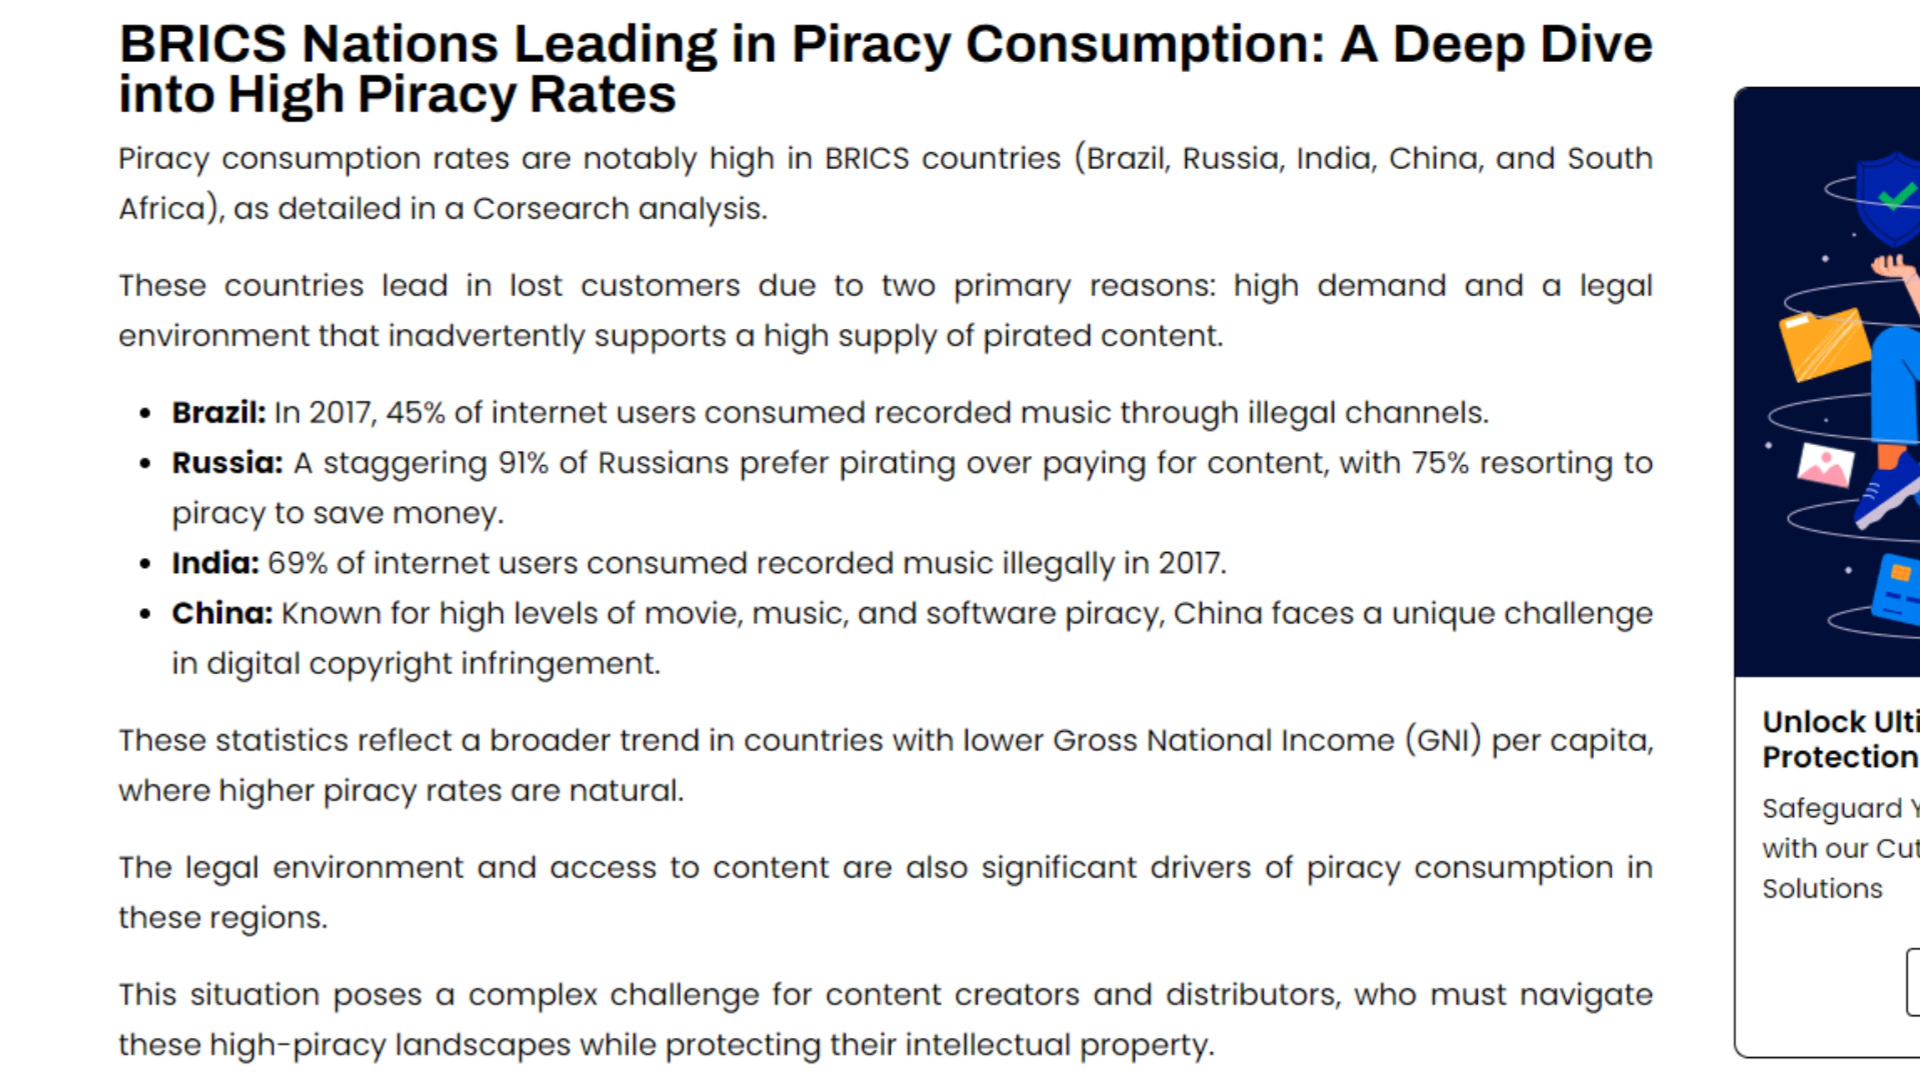 BRICS Nations Leading in Piracy Consumption: A Deep Dive
into High Piracy Rates
Piracy consumption rates are notably high in BRICS countries (Brazil, Russia, India, China, and South
Africa), as detailed in a Corsearch analysis.
These countries lead in lost customers due to two primary reasons: high demand and a legal
environment that inadvertently supports a high supply of pirated content.
• Brazil: In 2017, 45% of internet users consumed recorded music through illegal channels.
• Russia: A staggering 91% of Russians prefer pirating over paying for content, with 75% resorting to
piracy to save money.
• India: 69% of internet users consumed recorded music illegally in 2017.
• China: Known for high levels of movie, music, and software piracy, China faces a unique challenge
in digital copyright infringement.
These statistics reflect a broader trend in countries with lower Gross National Income (GNI) per capita,
where higher piracy rates are natural.
The legal environment and access to content are also significant drivers of piracy consumption in
these regions.
This situation poses a complex challenge for content creators and distributors, who must navigate
these high-piracy landscapes while protecting their intellectual property.
Unlock
Protection
Safeguard
with our
Solutions